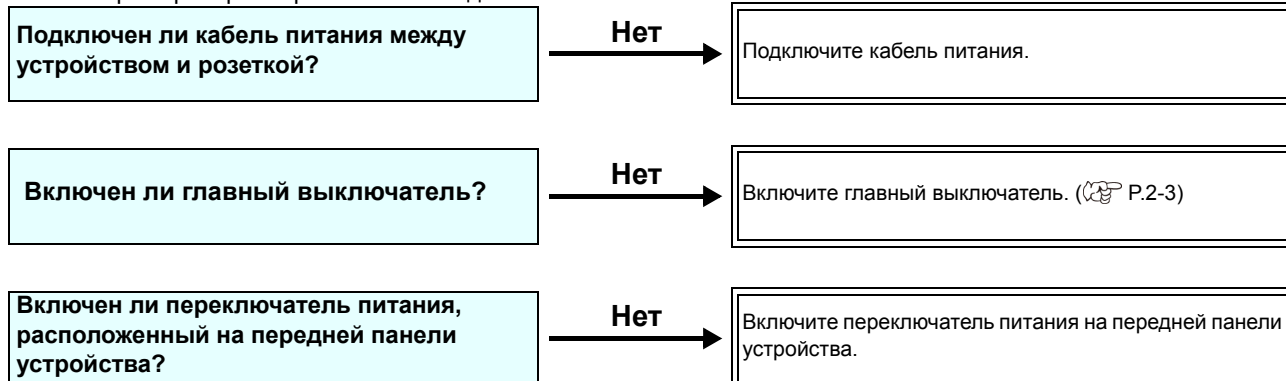 Подключен ли кабель питания между
устройством и розеткой?
Нет
Подключите кабель питания.
Включен ли главный выключатель?
Нет
Включите главный выключатель. (P.2-3)
Включен ли переключатель питания,
расположенный на передней панели
устройства?
Нет
Включите переключатель питания на передней панели
устройства.